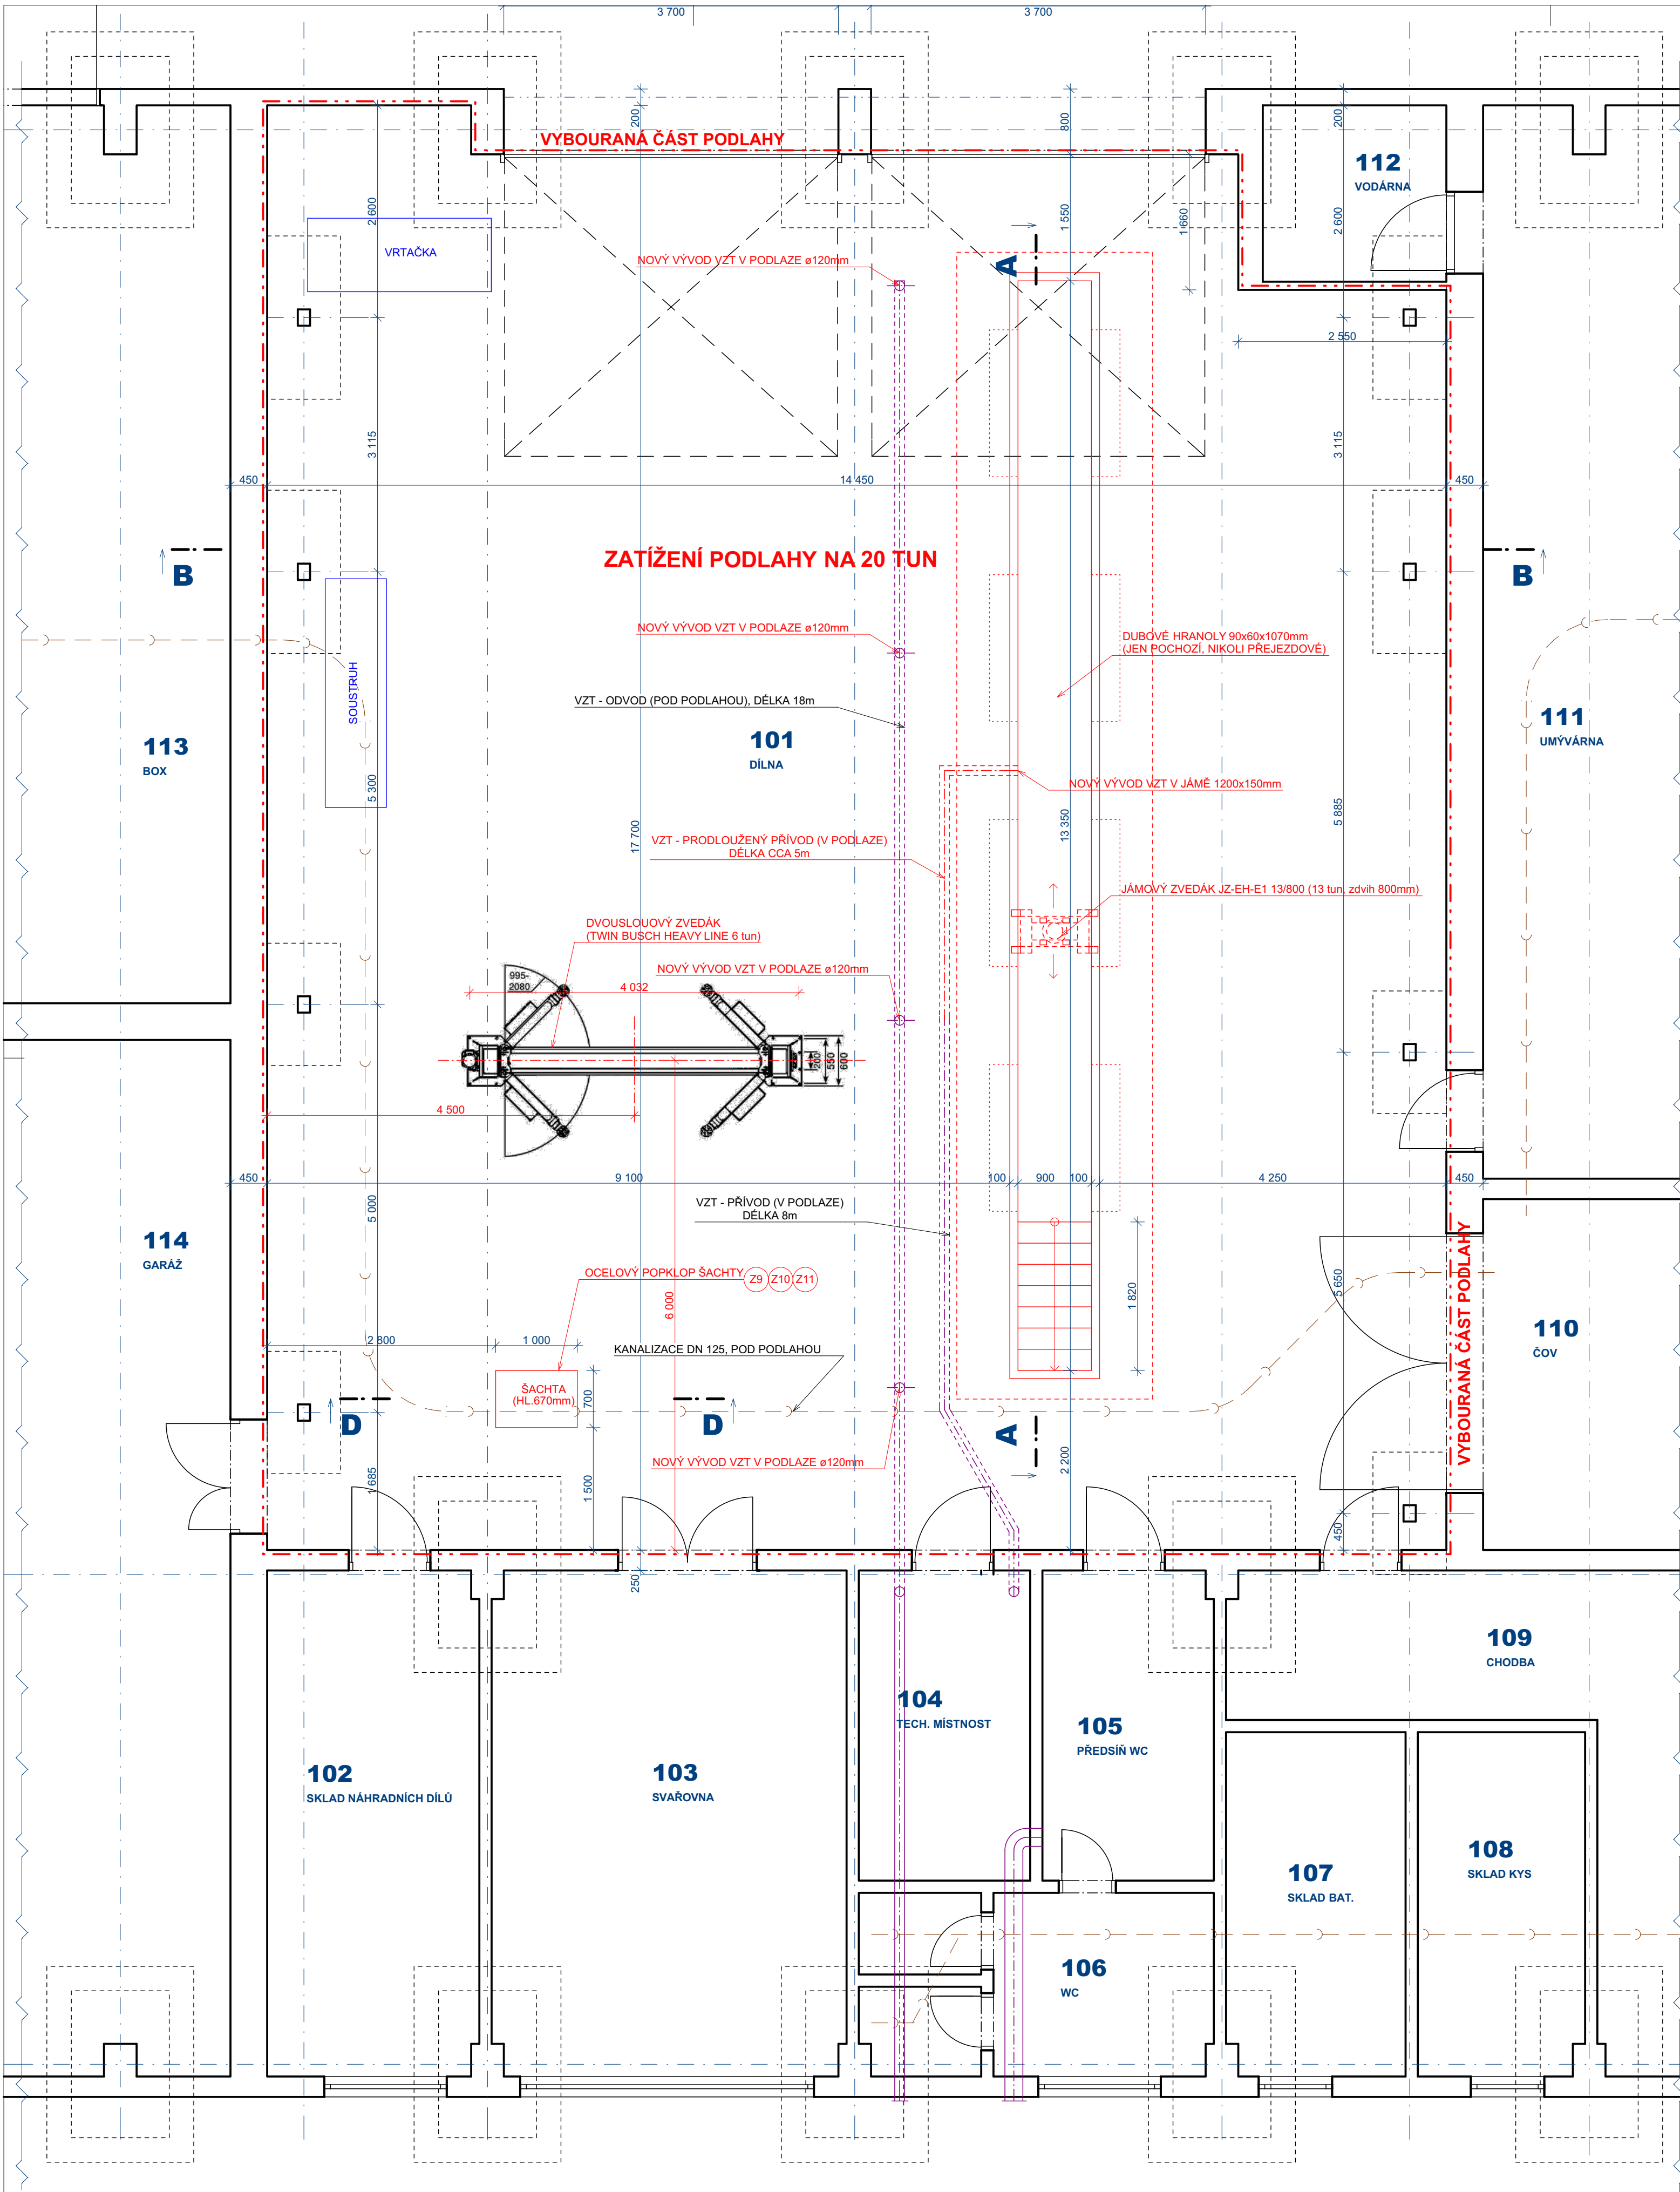 3 700
3 700
200
800
200
VYBOURANÁ ČÁST PODLAHY
112
VODÁRNA
2 600
1 550
1 660
2 600
VRTAČKA
NOVÝ VÝVOD VZT V PODLAZE ø120mm
A
2 550
3 115
3 115
450
14 450
450
ZATÍŽENÍ PODLAHY NA 20 TUN
B
B
NOVÝ VÝVOD VZT V PODLAZE ø120mm
DUBOVÉ HRANOLY 90x60x1070mm
(JEN POCHOZÍ, NIKOLI PŘEJEZDOVÉ)
SOUSTRUH
VZT - ODVOD (POD PODLAHOU), DÉLKA 18m
113
BOX
101
DÍLNA
111
UMÝVÁRNA
5 300
NOVÝ VÝVOD VZT V JÁMĚ 1200x150mm
17 700
13 350
5 885
VZT - PRODLOUŽENÝ PŘÍVOD (V PODLAZE)
DÉLKA CCA 5m
JÁMOVÝ ZVEDÁK JZ-EH-E1 13/800 (13 tun, zdvih 800mm)
DVOUSLOUOVÝ ZVEDÁK
(TWIN BUSCH HEAVY LINE 6 tun)
NOVÝ VÝVOD VZT V PODLAZE ø120mm
995-
2080
4 032
200
550
600
4 500
450
9 100
100
900
100
4 250
450
5 000
VZT - PŘÍVOD (V PODLAZE)
DÉLKA 8m
114
GARÁŽ
OCELOVÝ POPKLOP ŠACHTY
Z9
Z10
Z11
6 000
1 820
5 650
VYBOURANÁ ČÁST PODLAHY
110
ČOV
2 800
1 000
KANALIZACE DN 125, POD PODLAHOU
ŠACHTA
(HL.670mm)
700
D
D
A
NOVÝ VÝVOD VZT V PODLAZE ø120mm
1 685
1 500
2 200
450
250
109
CHODBA
104
TECH. MÍSTNOST
105
PŘEDSÍŇ WC
102
SKLAD NÁHRADNÍCH DÍLŮ
103
SVAŘOVNA
107
SKLAD BAT.
108
SKLAD KYS
106
WC